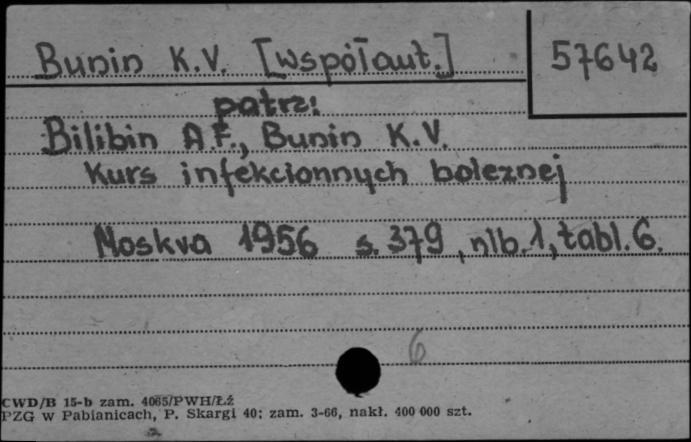 Bunin K.V. [współaut.]
57642
patrz:
Bilibin A.F., Bunin K.V.
Kurs infekcionnych boleznej
Moskva 1956 s. 379, nlb. 1, tabl. 6.
6
CWD/B 15-b zam. 4065/PWH/Łź
PZG w Pabianicach, P. Skargi 40; zam. 3-66, nakł. 400 000 szt.